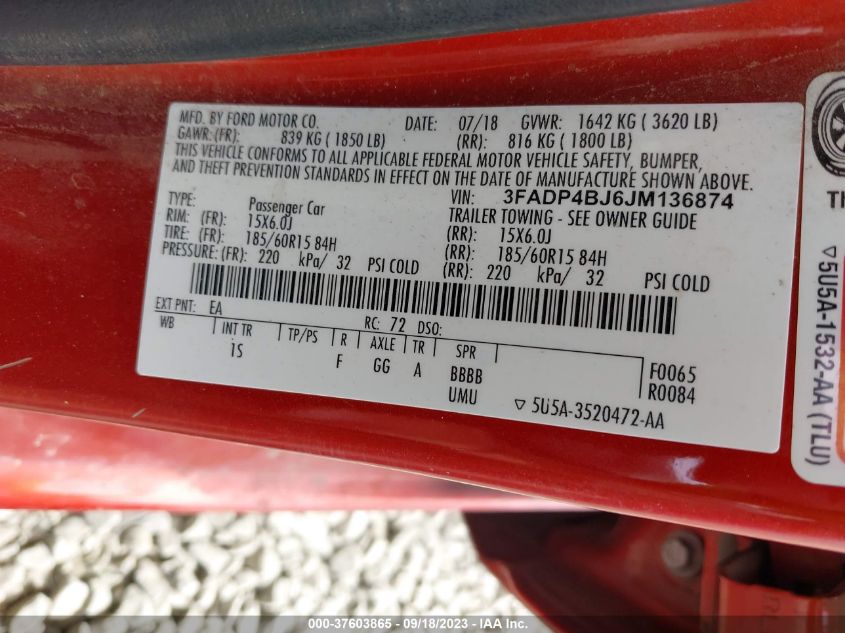 MFD. BY FORD MOTOR CO. DATE: 07/18 GVWR: 1642 KG ( 3620 LB)
GAWR: (FR): 839 KG ( 1850 LB) (RR): 816 KG ( 1800 LB)
THIS VEHICLE CONFORMS TO ALL APPLICABLE FEDERAL MOTOR VEHICLE SAFETY, BUMPER,
AND THEFT PREVENTION STANDARDS IN EFFECT ON THE DATE OF MANUFACTURE SHOWN ABOVE.
VIN: 3FADP4BJ6JM136874
TYPE: Passenger Car TRAILER TOWING - SEE OWNER GUIDE
RIM: (FR): 15X6.0J (RR): 15X6.0J
TIRE: (FR): 185/60R15 84H (RR): 185/60R15 84H
PRESSURE: (FR): 220 kPa/ 32 PSI COLD (RR): 220 kPa/ 32 PSI COLD
EXT PNT: EA RC: 72 DSO:
WB INT TR TP/PS R AXLE TR SPR
IS F GG A BBBB F0065
UMU R0084
▽ 5U5A-3520472-AA
▽ 5U5A-1532-AA (TLU)
000-37603865 - 09/18/2023 - IAA Inc.